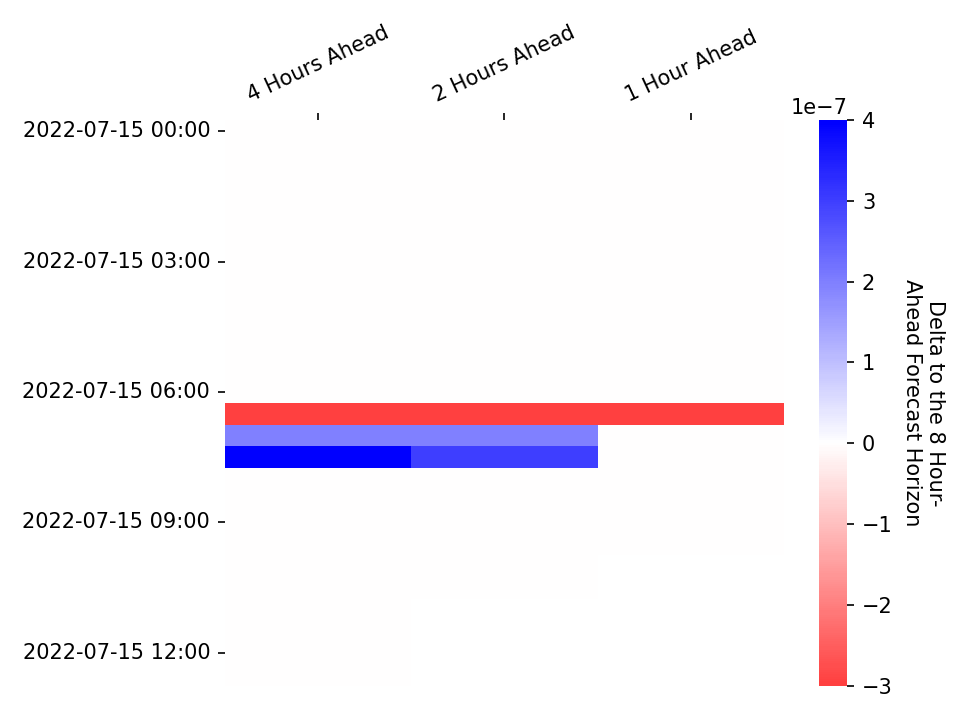 4 Hours Ahead
2 Hours Ahead
1 Hour Ahead
2022-07-15 00:00
2022-07-15 03:00
2022-07-15 06:00
2022-07-15 09:00
2022-07-15 12:00
1e−7
4
3
2
1
0
−1
−2
−3
Delta to the 8 Hour-
Ahead Forecast Horizon